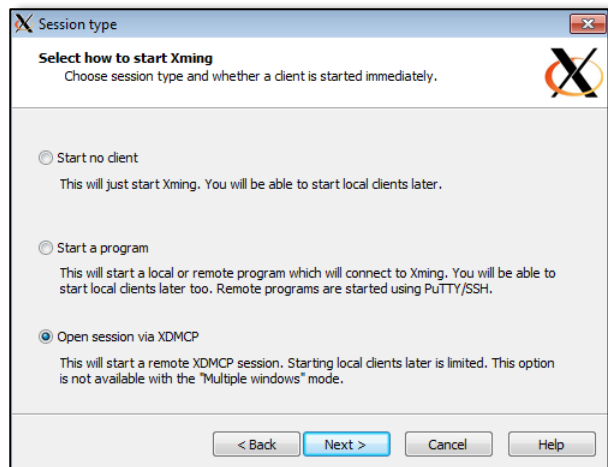 Session type
Select how to start Xming
Choose session type and whether a client is started immediately.
Start no client
This will just start Xming. You will be able to start local clients later.
Start a program
This will start a local or remote program which will connect to Xming. You will be able to
start local clients later too. Remote programs are started using PuTTY/SSH.
Open session via XDMCP
This will start a remote XDMCP session. Starting local clients later is limited. This option
is not available with the "Multiple windows" mode.
< Back Next > Cancel Help